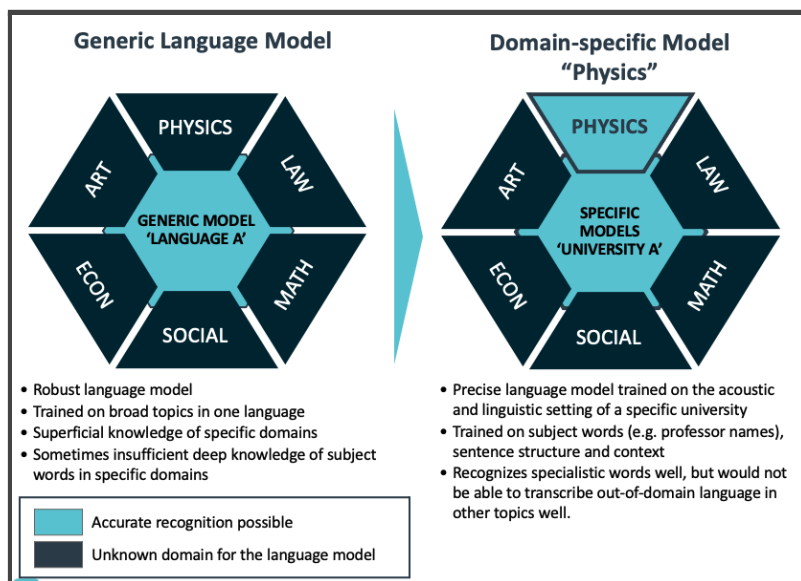 Generic Language Model
PHYSICS
LAW
MATH
SOCIAL
ECON
ART
GENERIC MODEL
‘LANGUAGE A’
• Robust language model
• Trained on broad topics in one language
• Superficial knowledge of specific domains
• Sometimes insufficient deep knowledge of subject
words in specific domains
Domain-specific Model
“Physics”
PHYSICS
LAW
MATH
SOCIAL
ECON
ART
SPECIFIC
MODELS
‘UNIVERSITY A’
• Precise language model trained on the acoustic
and linguistic setting of a specific university
• Trained on subject words (e.g. professor names),
sentence structure and context
• Recognizes specialistic words well, but would not
be able to transcribe out-of-domain language in
other topics well.
Accurate recognition possible
Unknown domain for the language model